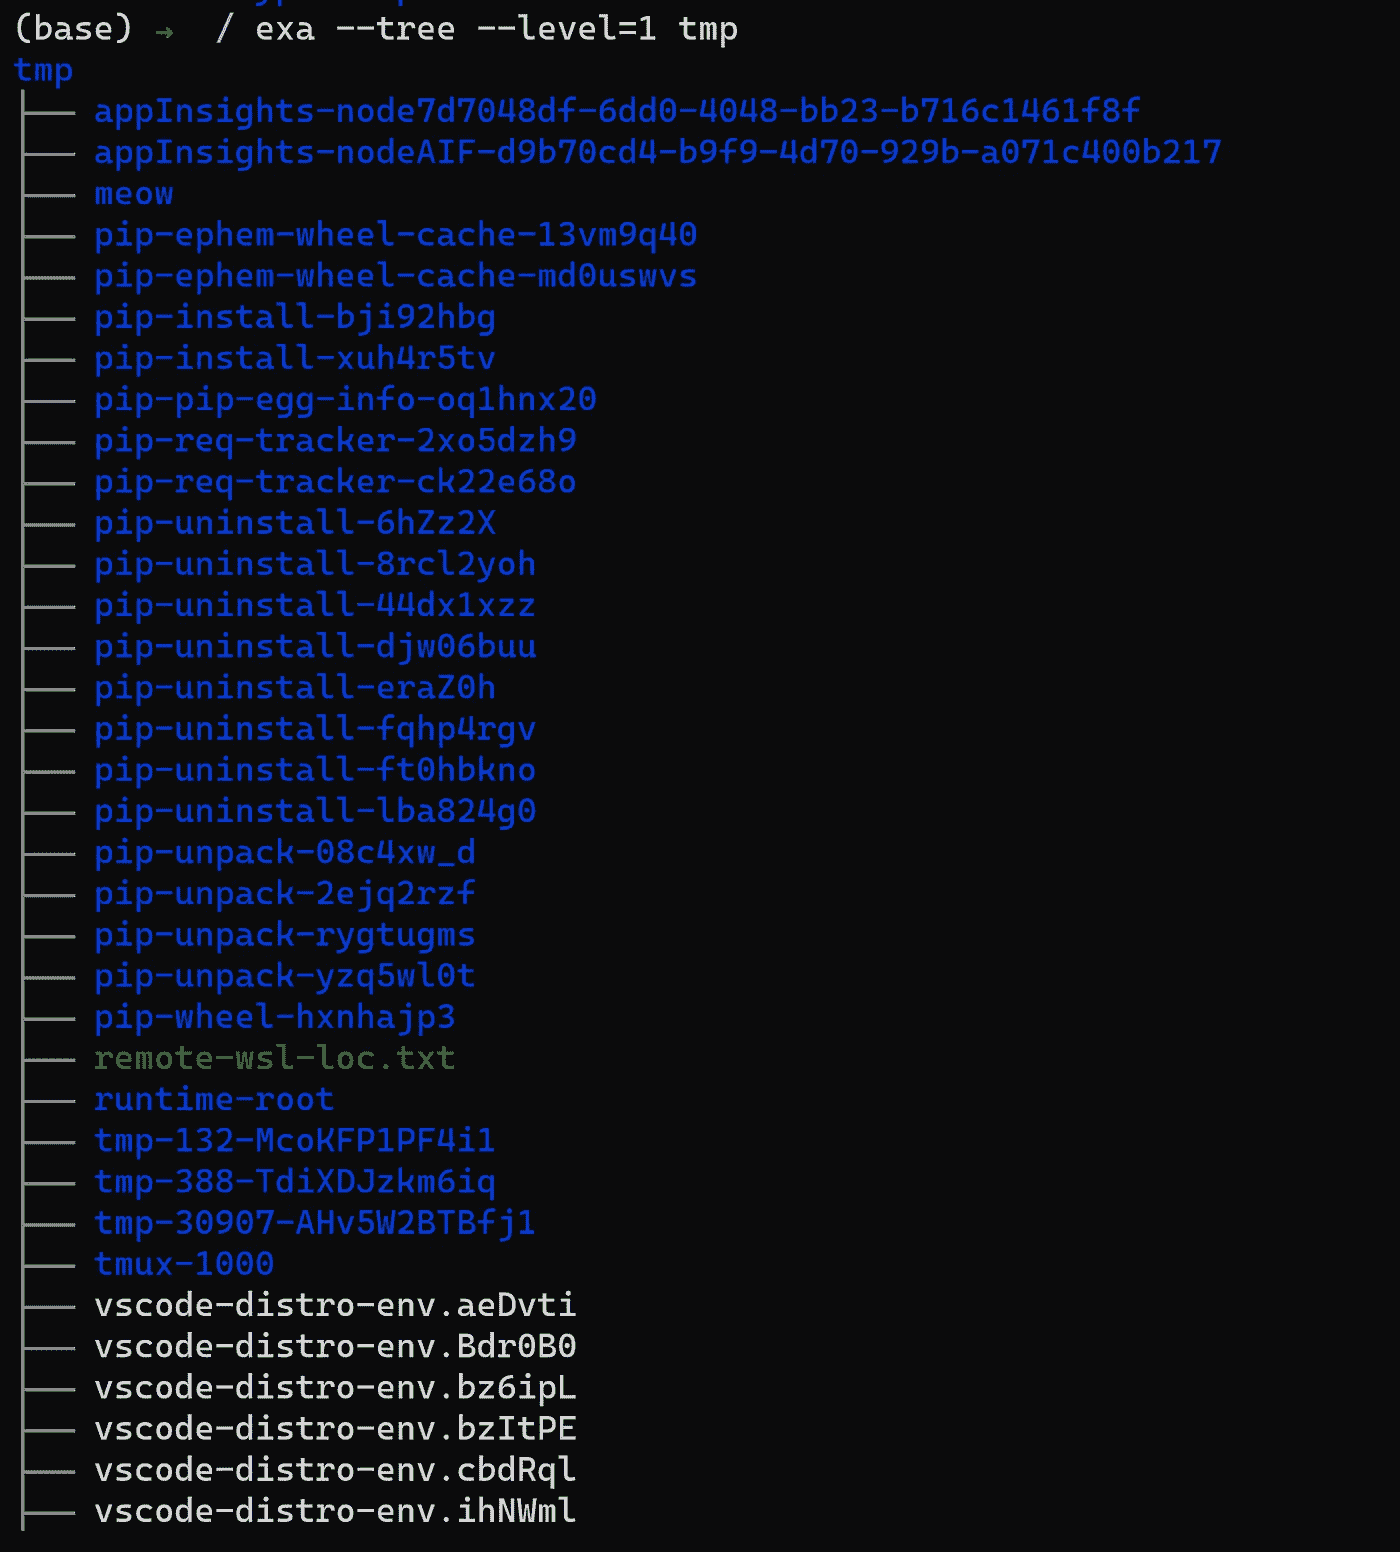 (base) → / exa --tree --level=1 tmp
tmp
├── appInsights-node7d7048df-6dd0-4048-bb23-b716c1461f8f
├── appInsights-nodeAIF-d9b70cd4-b9f9-4d70-929b-a071c400b217
├── meow
├── pip-ephem-wheel-cache-13vm9q40
├── pip-ephem-wheel-cache-md0uswvs
├── pip-install-bji92hbg
├── pip-install-xuh4r5tv
├── pip-pip-egg-info-oq1hnx20
├── pip-req-tracker-2xo5dzh9
├── pip-req-tracker-ck22e68o
├── pip-uninstall-6hZz2X
├── pip-uninstall-8rcl2yoh
├── pip-uninstall-44dx1xzz
├── pip-uninstall-djw06buu
├── pip-uninstall-eraZ0h
├── pip-uninstall-fqhp4rgv
├── pip-uninstall-ft0hbkno
├── pip-uninstall-lba824g0
├── pip-unpack-08c4xw_d
├── pip-unpack-2ejq2rzf
├── pip-unpack-rygtugms
├── pip-unpack-yzq5wl0t
├── pip-wheel-hxnhajp3
├── remote-wsl-loc.txt
├── runtime-root
├── tmp-132-McoKFP1PF4i1
├── tmp-388-TdiXDJzkm6iq
├── tmp-30907-AHv5W2BTBfj1
├── tmux-1000
├── vscode-distro-env.aeDvti
├── vscode-distro-env.Bdr0B0
├── vscode-distro-env.bz6ipL
├── vscode-distro-env.bzItPE
├── vscode-distro-env.cbdRql
├── vscode-distro-env.ihNWml